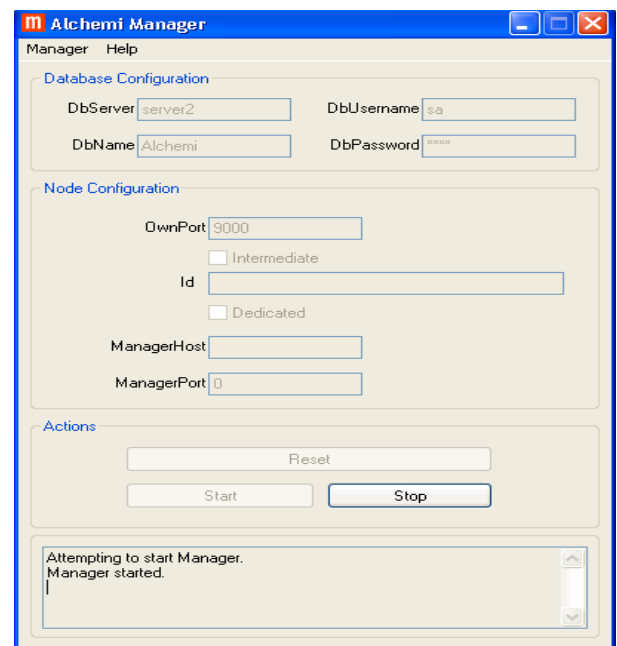 m Alchemi Manager
Manager Help
Database Configuration
DbServer server2 DbUsername sa
DbName Alchemi DbPassword ****
Node Configuration
OwnPort 9000
Intermediate
Id
Dedicated
ManagerHost
ManagerPort 0
Actions
Reset
Start Stop
Attempting to start Manager.
Manager started.